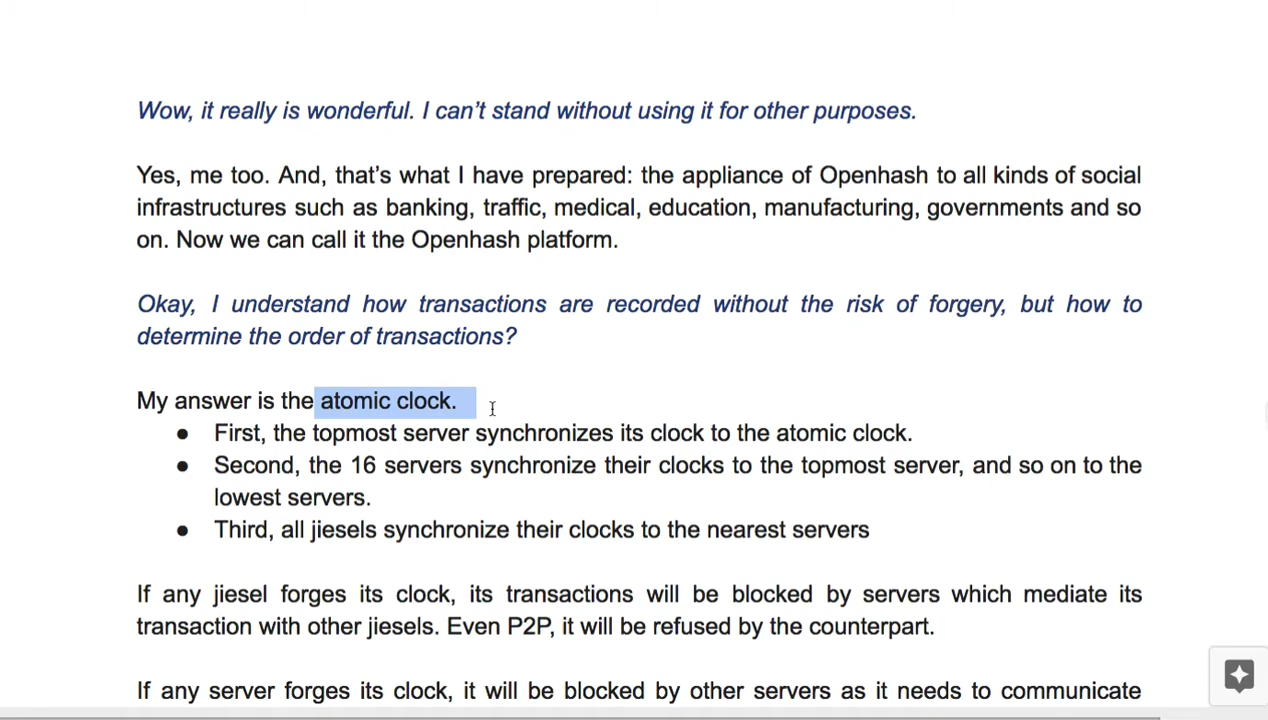 Wow, it really is wonderful. I can't stand without using it for other purposes.
Yes, me too. And, that's what I have prepared: the appliance of Openhash to all kinds of social
infrastructures such as banking, traffic, medical, education, manufacturing, governments and so
on. Now we can call it the Openhash platform.
Okay, I understand how transactions are recorded without the risk of forgery, but how to
determine the order of transactions?
My answer is the atomic clock.
● First, the topmost server synchronizes its clock to the atomic clock.
● Second, the 16 servers synchronize their clocks to the topmost server, and so on to the
lowest servers.
● Third, all jiesels synchronize their clocks to the nearest servers
If any jiesel forges its clock, its transactions will be blocked by servers which mediate its
transaction with other jiesels. Even P2P, it will be refused by the counterpart.
If any server forges its clock, it will be blocked by other servers as it needs to communicate